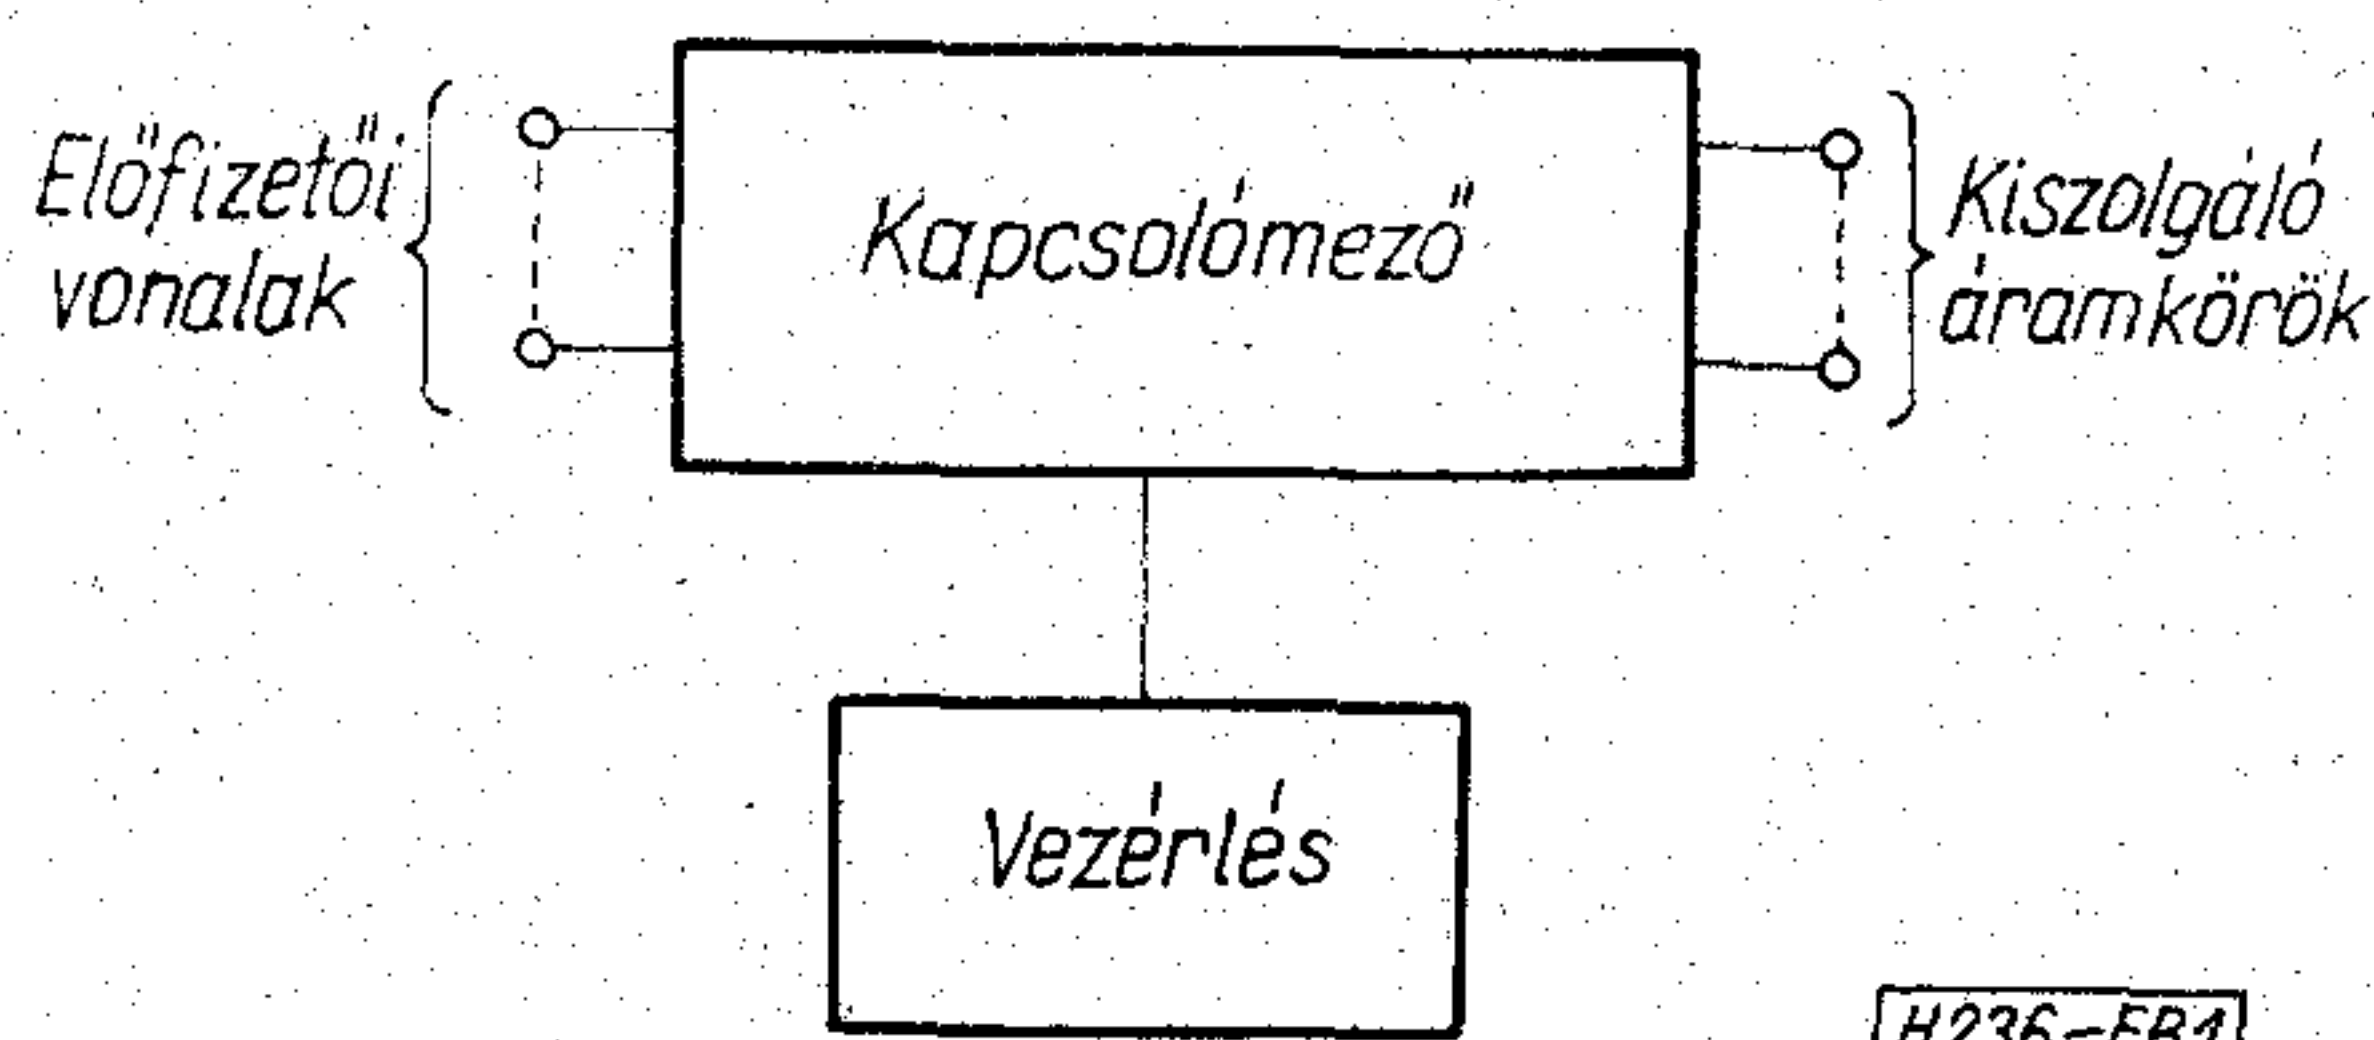 Előfizetői
vonalak
Kapcsolómező
Kiszolgáló
áramkörök
Vezérlés